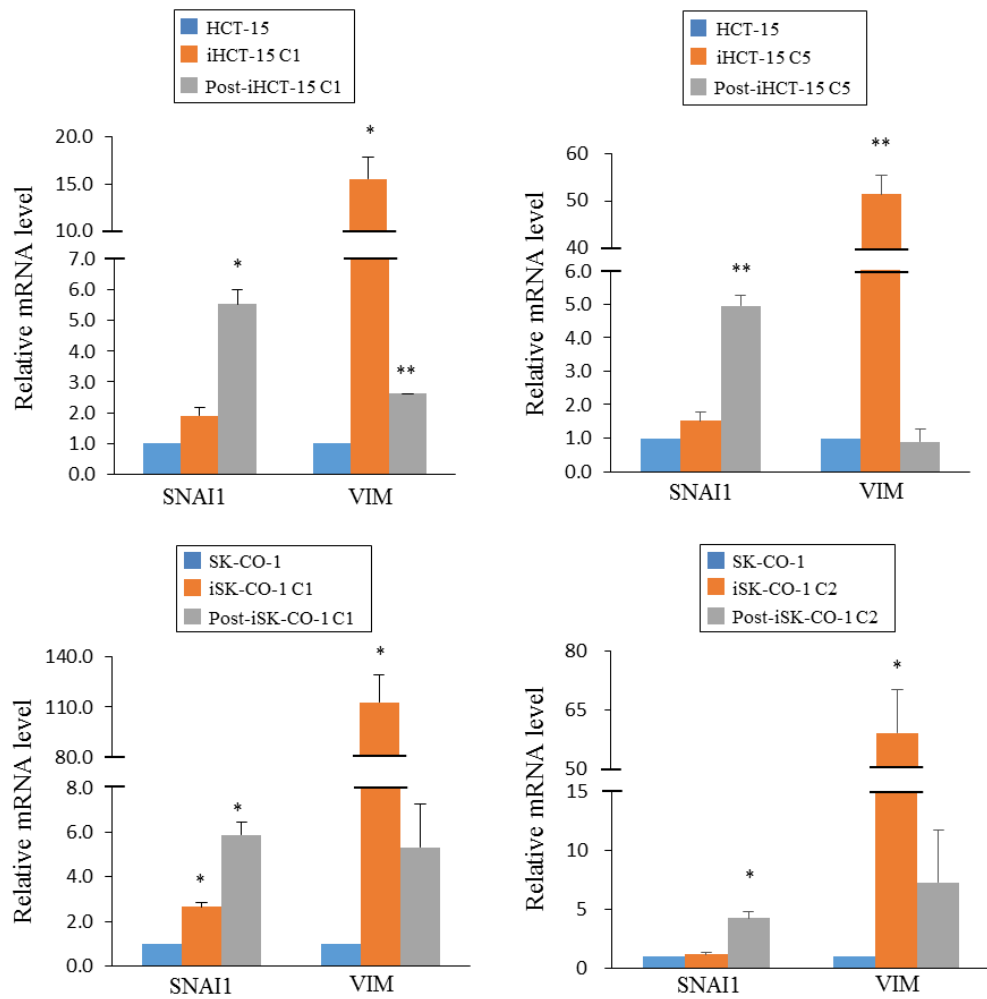 HCT-15
iHCT-15 C1
Post-iHCT-15 C1
Relative mRNA level
20.0
15.0
10.0
7.0
6.0
5.0
4.0
3.0
2.0
1.0
0.0
*
*
**
SNAI1
VIM
HCT-15
iHCT-15 C5
Post-iHCT-15 C5
Relative mRNA level
60
50
40
6.0
5.0
4.0
3.0
2.0
1.0
0.0
**
**
SNAI1
VIM
SK-CO-1
iSK-CO-1 C1
Post-iSK-CO-1 C1
Relative mRNA level
140.0
110.0
80.0
8.0
6.0
4.0
2.0
0.0
*
*
*
SNAI1
VIM
SK-CO-1
iSK-CO-1 C2
Post-iSK-CO-1 C2
Relative mRNA level
80
65
50
15
10
5
0
*
*
SNAI1
VIM